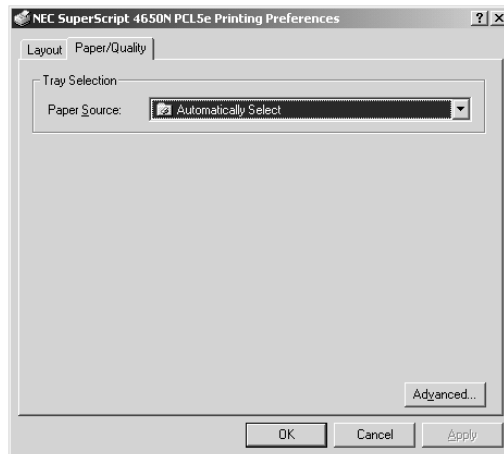 NEC SuperScript 4650N PCL5e Printing Preferences
Layout
Paper/Quality
Tray Selection
Paper Source:
Automatically Select
Advanced...
OK
Cancel
Apply